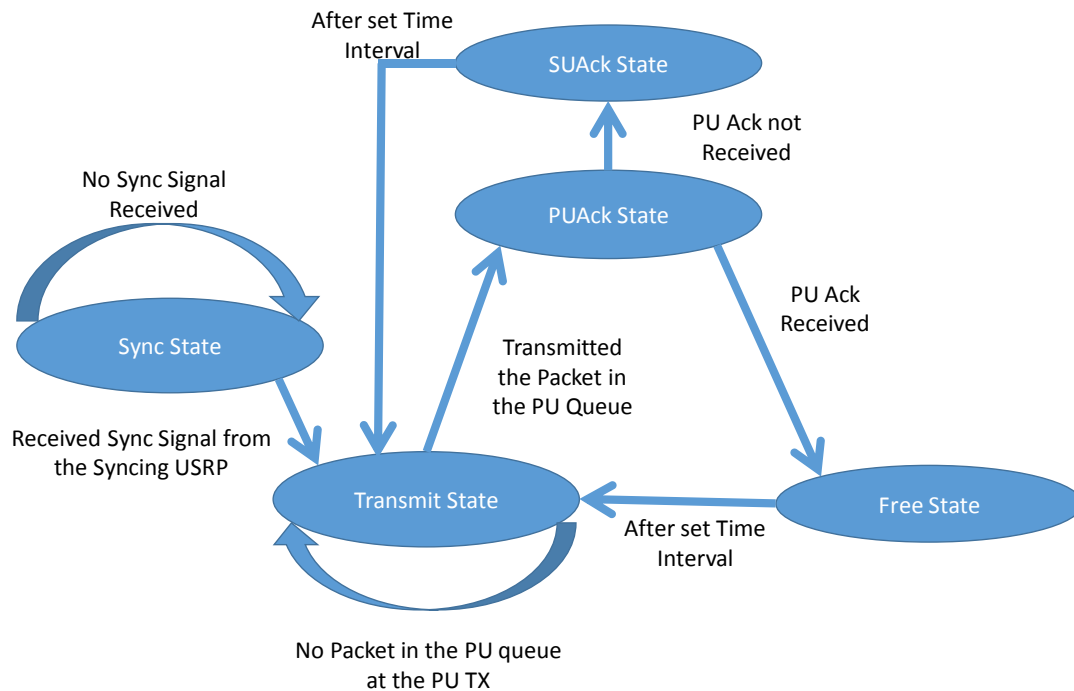 After set Time
Interval
SUAck State
PU Ack not
Received
No Sync Signal
Received
PUAck State
PU Ack
Received
Sync State
Transmitted
the Packet in
the PU Queue
Received Sync Signal from
the Syncing USRP
Transmit State
Free State
After set Time
Interval
No Packet in the PU queue
at the PU TX